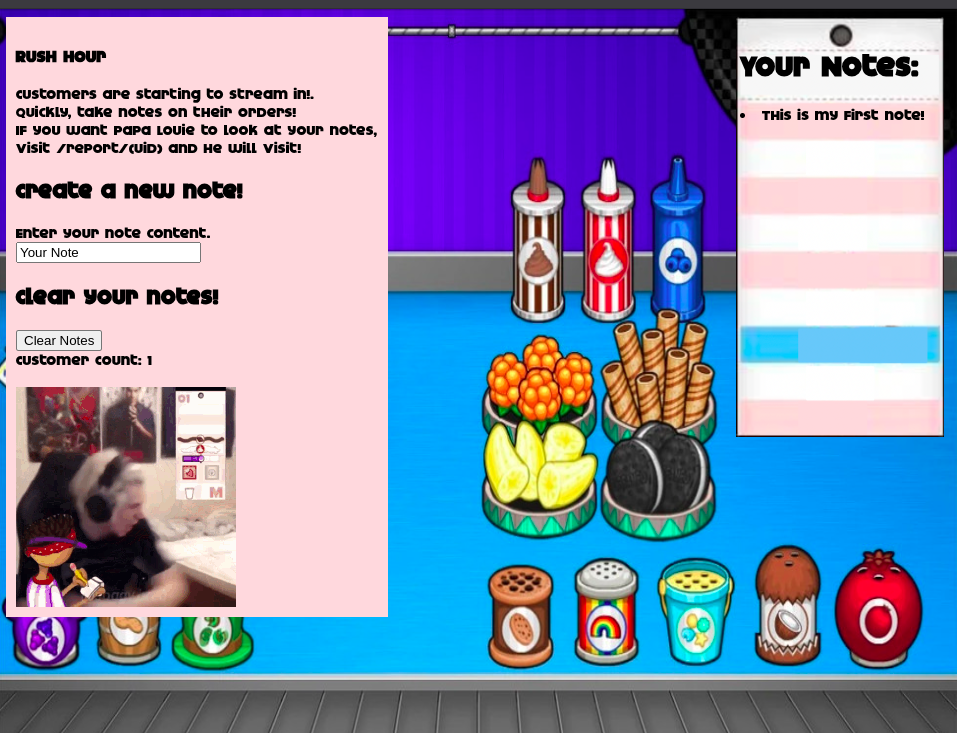 Rush Hour
Customers are starting to stream in!.
Quickly, take notes on their orders!
If you want Papa Louie to look at your notes,
Visit /report/(UID) and he will visit!
Create a new note!
Enter your note content.
Your Note
Clear your notes!
Clear Notes
Customer Count: 1
01
M
Your Notes:
• This is my first note!